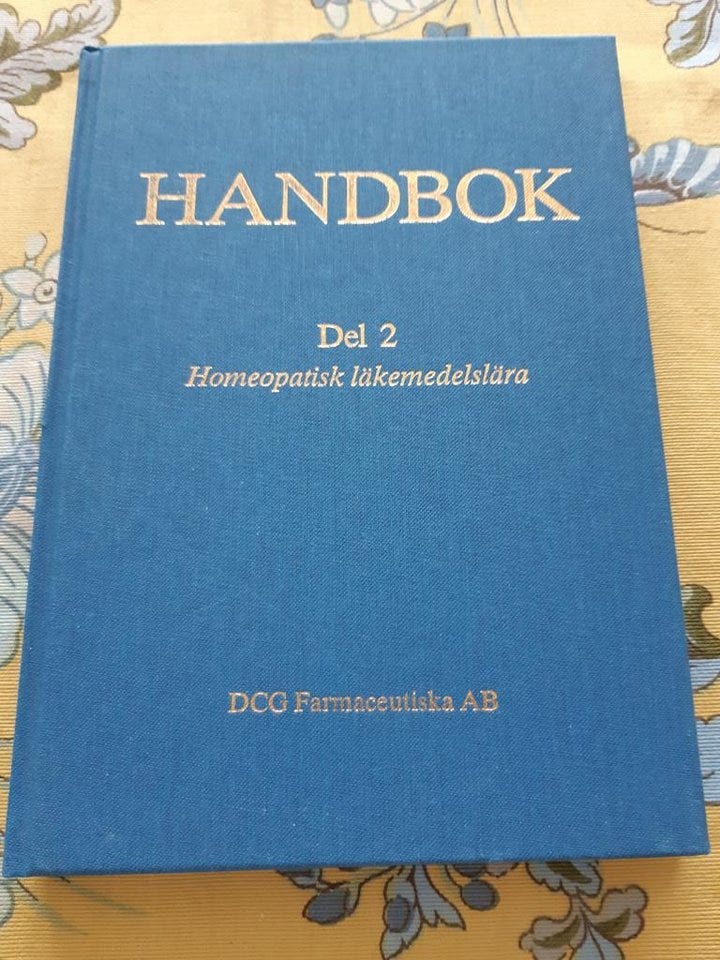 HANDBOK
Del 2
Homeopatisk läkemedelslära
DCG Farmaceutiska AB